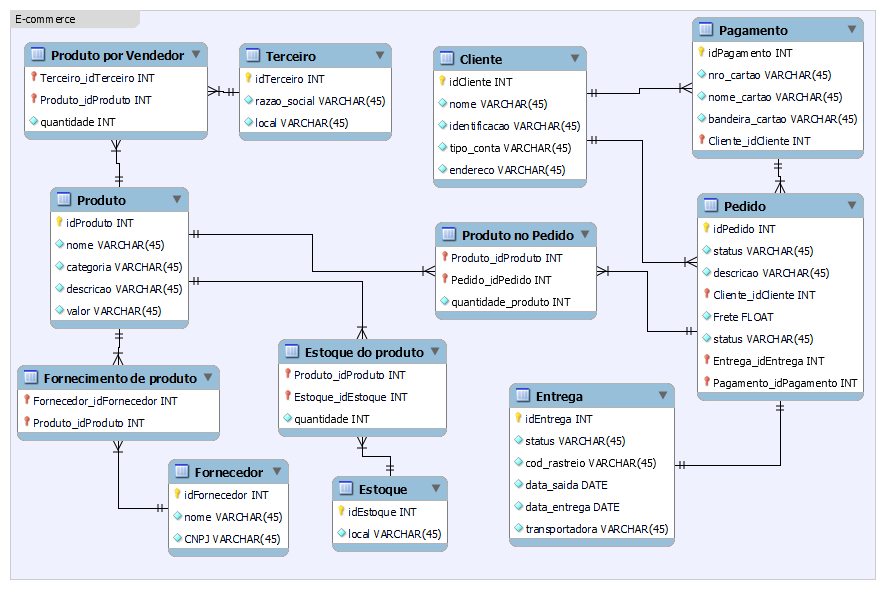 E-commerce
Produto por Vendedor
Terceiro_idTerceiro INT
Produto_idProduto INT
quantidade INT
Terceiro
idTerceiro INT
razao_social VARCHAR(45)
local VARCHAR(45)
Cliente
idCliente INT
nome VARCHAR(45)
identificacao VARCHAR(45)
tipo_conta VARCHAR(45)
endereco VARCHAR(45)
Pagamento
idPagamento INT
nro_cartao VARCHAR(45)
nome_cartao VARCHAR(45)
bandeira_cartao VARCHAR(45)
Cliente_idCliente INT
Produto
idProduto INT
nome VARCHAR(45)
categoria VARCHAR(45)
descricao VARCHAR(45)
valor VARCHAR(45)
Produto no Pedido
Produto_idProduto INT
Pedido_idPedido INT
quantidade_produto INT
Pedido
idPedido INT
status VARCHAR(45)
descricao VARCHAR(45)
Cliente_idCliente INT
Frete FLOAT
status VARCHAR(45)
Entrega_idEntrega INT
Pagamento_idPagamento INT
Fornecimento de produto
Fornecedor_idFornecedor INT
Produto_idProduto INT
Estoque do produto
Produto_idProduto INT
Estoque_idEstoque INT
quantidade INT
Entrega
idEntrega INT
status VARCHAR(45)
cod_rastreio VARCHAR(45)
data_saida DATE
data_entrega DATE
transportadora VARCHAR(45)
Fornecedor
idFornecedor INT
nome VARCHAR(45)
CNPJ VARCHAR(45)
Estoque
idEstoque INT
local VARCHAR(45)